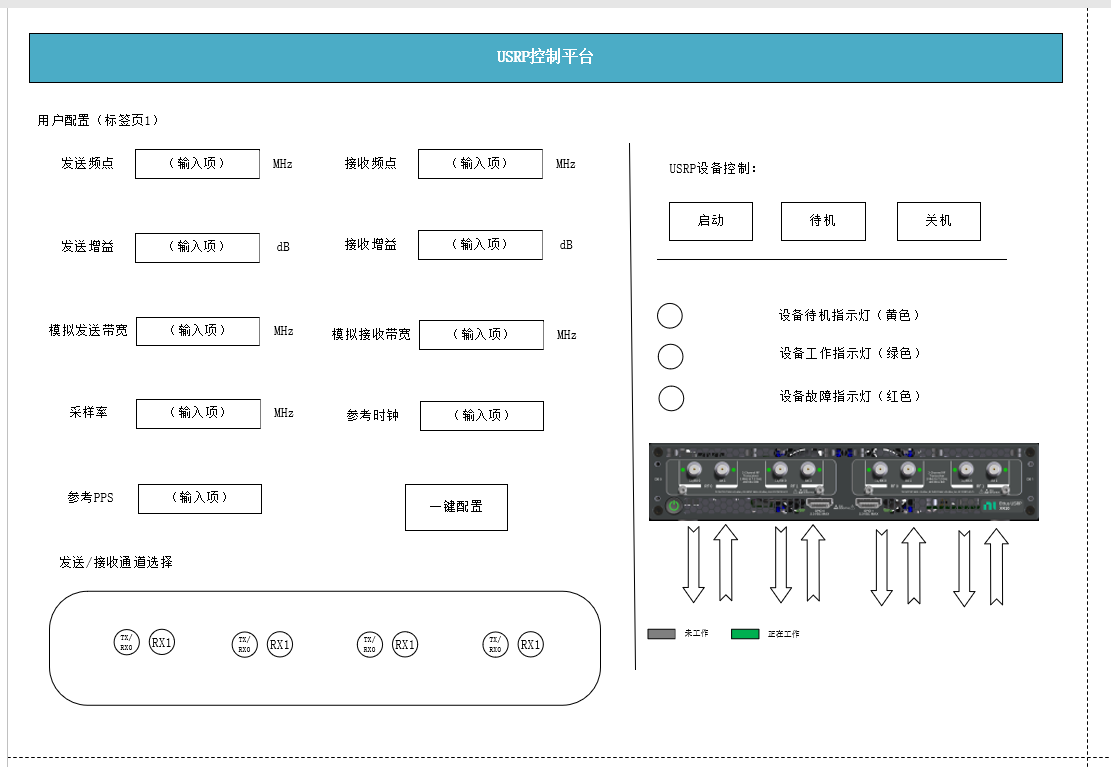 USRP控制平台
用户配置（标签页1）
发送频点 （输入项） MHz 接收频点 （输入项） MHz
发送增益 （输入项） dB 接收增益 （输入项） dB
模拟发送带宽 （输入项） MHz 模拟接收带宽 （输入项） MHz
采样率 （输入项） MHz 参考时钟 （输入项）
参考PPS （输入项） 一键配置
发送/接收通道选择
TX/
RX0
RX1
TX/
RX0
RX1
TX/
RX0
RX1
TX/
RX0
RX1
USRP设备控制：
启动 待机 关机
设备待机指示灯（黄色）
设备工作指示灯（绿色）
设备故障指示灯（红色）
未工作 正在工作